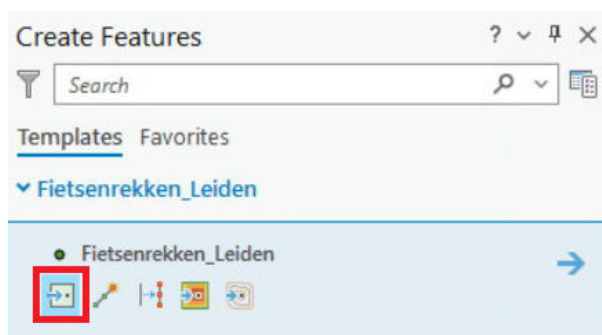 Create Features
?
Search
Templates Favorites
Fietsenrekken_Leiden
Fietsenrekken_Leiden